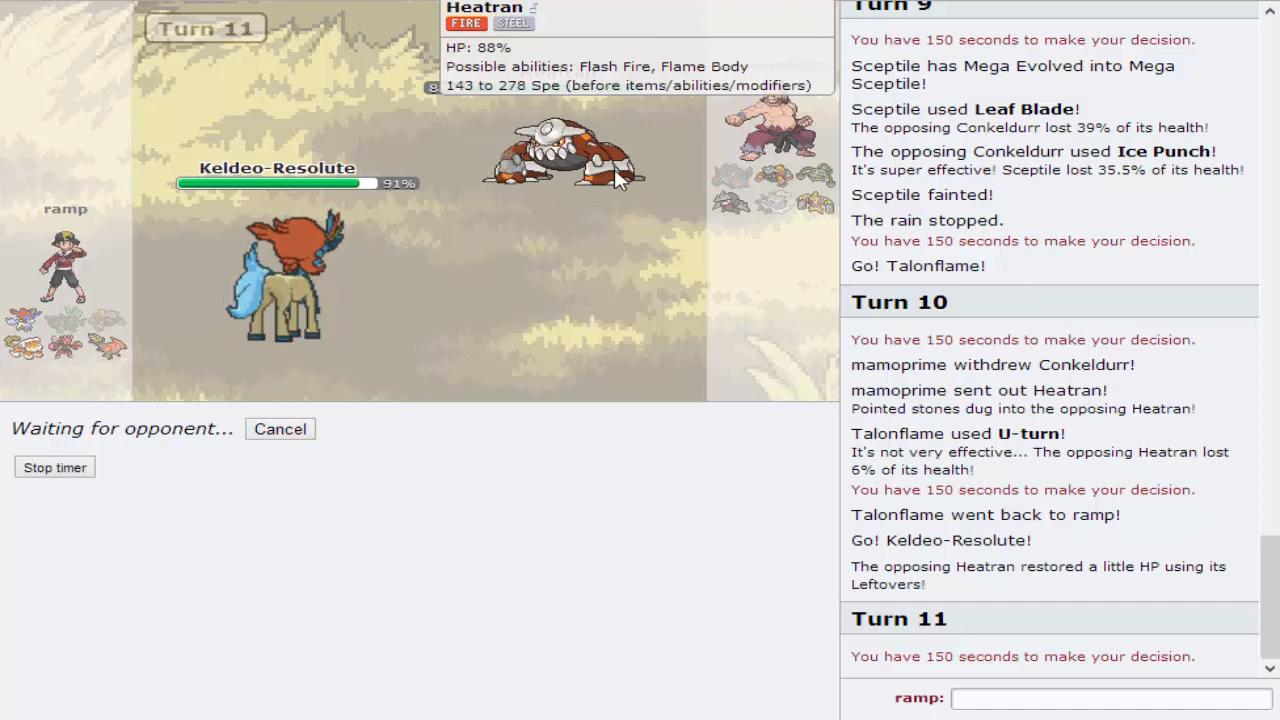 Turn 11
Heatran
FIRE STEEL
HP: 88%
Possible abilities: Flash Fire, Flame Body
143 to 278 Spe (before items/abilities/modifiers)
Keldeo-Resolute
91%
ramp
Waiting for opponent... Cancel
Stop timer
Turn 9
You have 150 seconds to make your decision.
Sceptile has Mega Evolved into Mega
Sceptile!
Sceptile used Leaf Blade!
The opposing Conkeldurr lost 39% of its health!
The opposing Conkeldurr used Ice Punch!
It's super effective! Sceptile lost 35.5% of its health!
Sceptile fainted!
The rain stopped.
You have 150 seconds to make your decision.
Go! Talonflame!
Turn 10
You have 150 seconds to make your decision.
mamoprime withdrew Conkeldurr!
mamoprime sent out Heatran!
Pointed stones dug into the opposing Heatran!
Talonflame used U-turn!
It's not very effective... The opposing Heatran lost
6% of its health!
You have 150 seconds to make your decision.
Talonflame went back to ramp!
Go! Keldeo-Resolute!
The opposing Heatran restored a little HP using its
Leftovers!
Turn 11
You have 150 seconds to make your decision.
ramp: